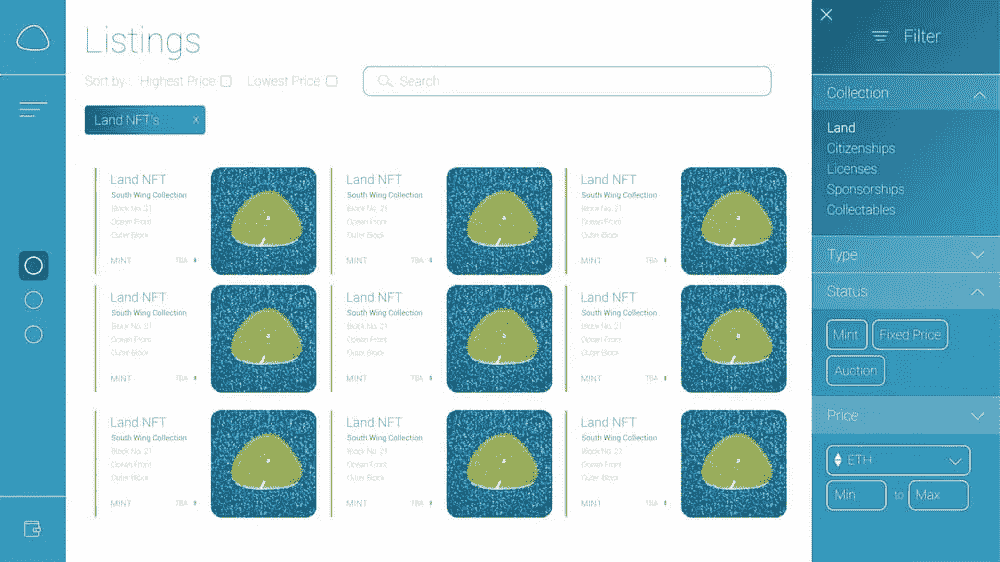 Listings
Sort by: Highest Price Lowest Price
Search
Land NFT's x
Land NFT
South Wing Collection
Block No. 21
Ocean Front
Outer Block
MINT TBA
Land NFT
South Wing Collection
Block No. 21
Ocean Front
Outer Block
MINT TBA
Land NFT
South Wing Collection
Block No. 21
Ocean Front
Outer Block
MINT TBA
Land NFT
South Wing Collection
Block No. 21
Ocean Front
Outer Block
MINT TBA
Land NFT
South Wing Collection
Block No. 21
Ocean Front
Outer Block
MINT TBA
Land NFT
South Wing Collection
Block No. 21
Ocean Front
Outer Block
MINT TBA
Land NFT
South Wing Collection
Block No. 21
Ocean Front
Outer Block
MINT TBA
Land NFT
South Wing Collection
Block No. 21
Ocean Front
Outer Block
MINT TBA
Land NFT
South Wing Collection
Block No. 21
Ocean Front
Outer Block
MINT TBA
Filter
Collection
Land
Citizenships
Licenses
Sponsorships
Collectables
Type
Status
Mint Fixed Price
Auction
Price
ETH
Min to Max